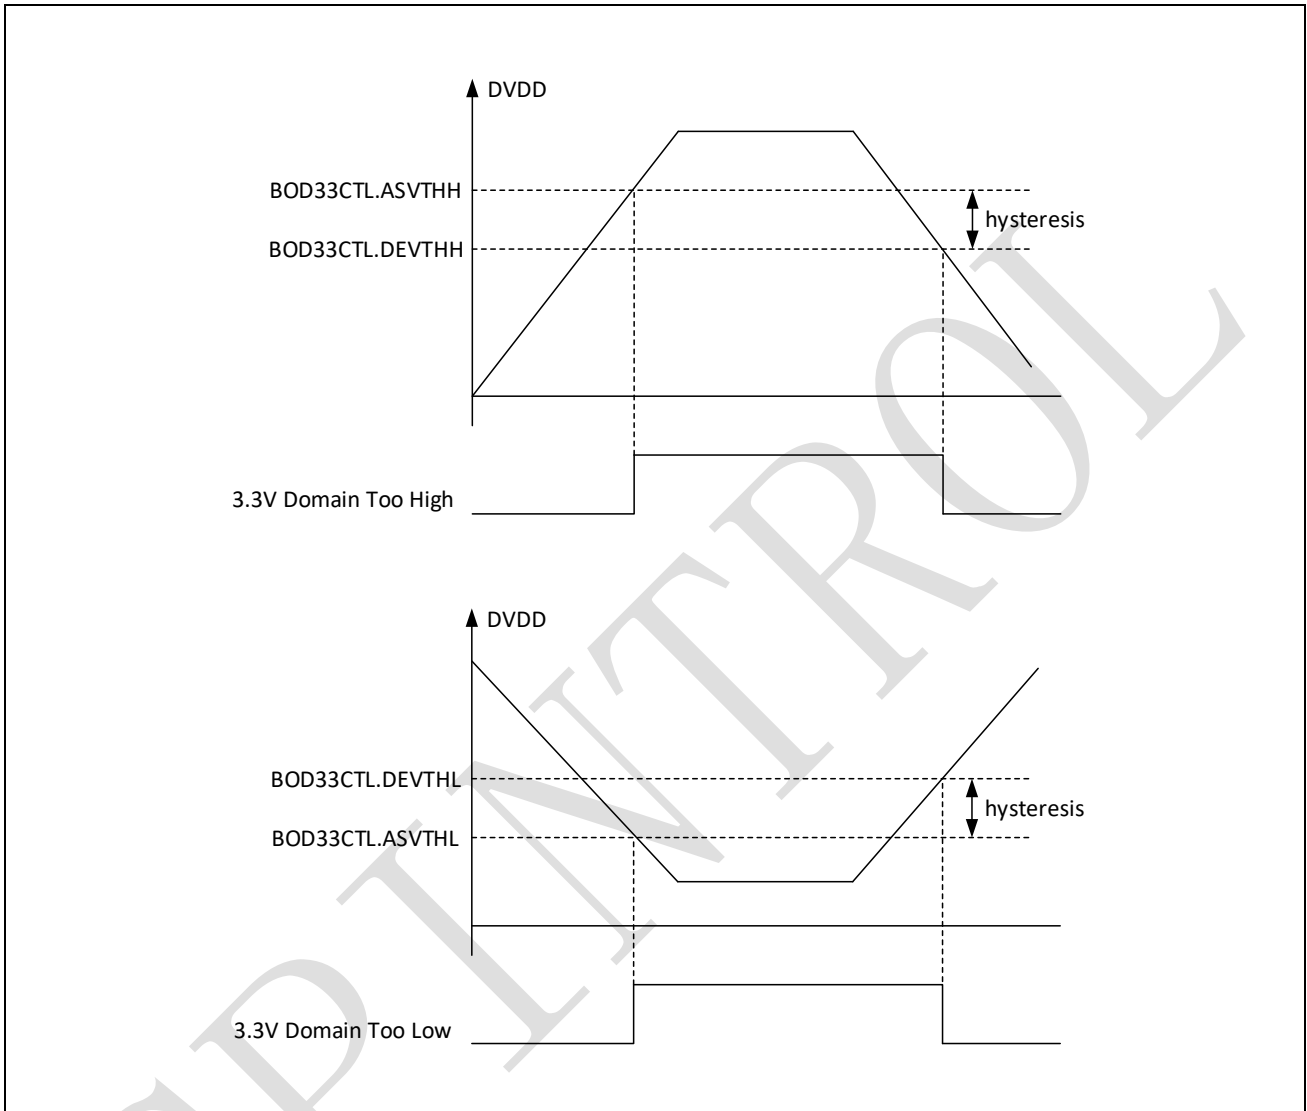 DVDD
BOD33CTL.ASVTHH
hysteresis
BOD33CTL.DEVTHH
3.3V Domain Too High
DVDD
BOD33CTL.DEVTHL
hysteresis
BOD33CTL.ASVTHL
3.3V Domain Too Low
P INTROL